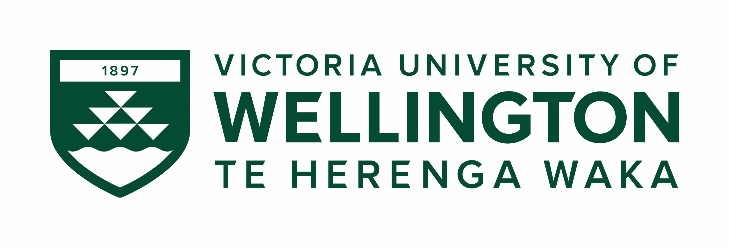 1897
VICTORIA UNIVERSITY OF
WELLINGTON
TE HERENGA WAKA